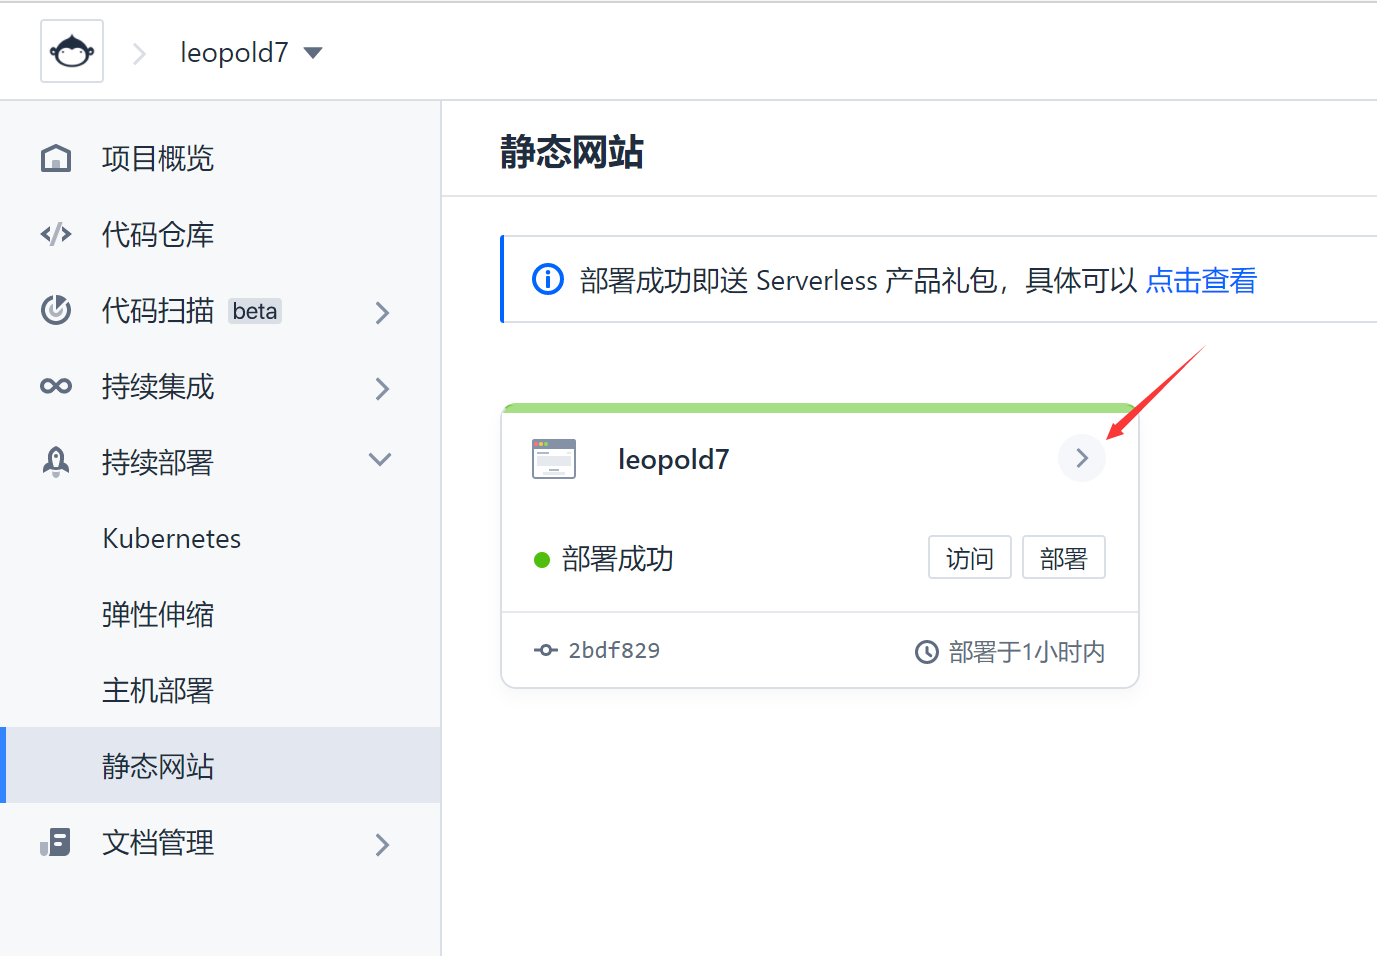 leopold7
项目概览
代码仓库
代码扫描 beta
持续集成
持续部署
Kubernetes
弹性伸缩
主机部署
静态网站
文档管理
静态网站
部署成功即送 Serverless 产品礼包，具体可以 点击查看
leopold7
部署成功
访问
部署
2bdf829
部署于1小时内